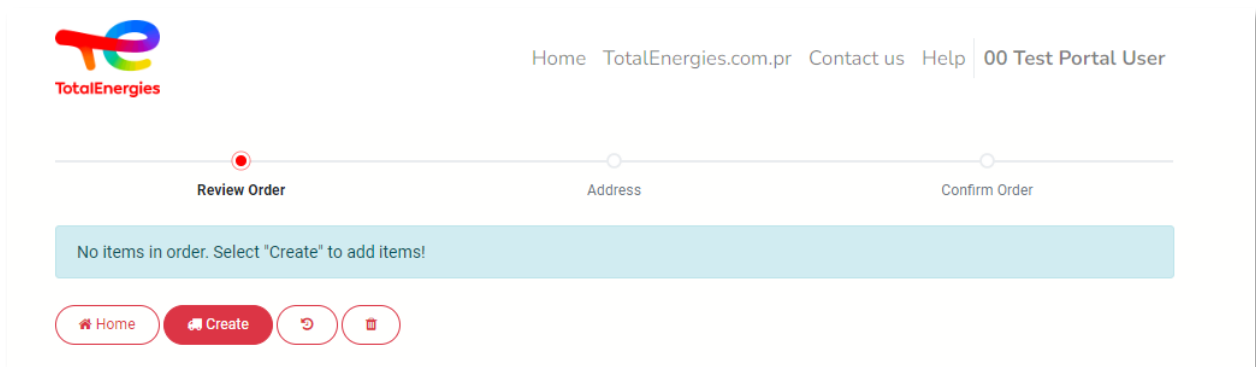 TotalEnergies
Home TotalEnergies.com.pr Contact us Help 00 Test Portal User
Review Order Address Confirm Order
No items in order. Select "Create" to add items!
Home Create